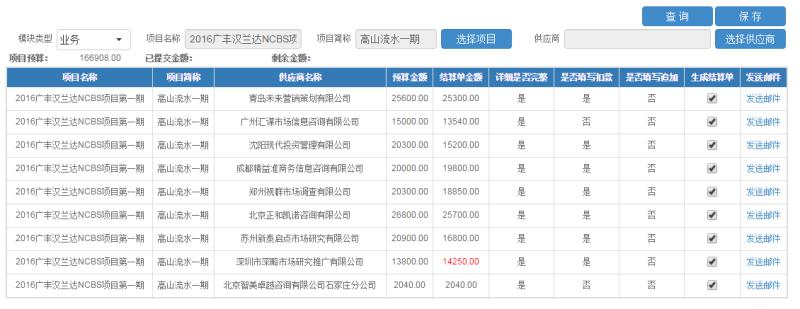 查 询 保 存
模块类型 业务 项目名称 2016广丰汉兰达NCBS项 项目简称 高山流水一期 选择项目 供应商 选择供应商
项目预算: 166908.00 已提交金额: 剩余金额:
项目名称 项目简称 供应商名称 预算金额 结算单金额 详细是否完整 是否填写扣款 是否填写追加 生成结算单 发送邮件
2016广丰汉兰达NCBS项目第一期 高山流水一期 青岛未来营销策划有限公司 25600.00 25300.00 是 是 否 发送邮件
2016广丰汉兰达NCBS项目第一期 高山流水一期 广州汇谋市场信息咨询有限公司 15000.00 13540.00 是 否 否 发送邮件
2016广丰汉兰达NCBS项目第一期 高山流水一期 沈阳现代投资管理有限公司 20300.00 15200.00 是 是 否 发送邮件
2016广丰汉兰达NCBS项目第一期 高山流水一期 成都精益准商务信息咨询有限公司 20000.00 19800.00 是 是 否 发送邮件
2016广丰汉兰达NCBS项目第一期 高山流水一期 郑州视群市场调查有限公司 20300.00 18850.00 是 是 否 发送邮件
2016广丰汉兰达NCBS项目第一期 高山流水一期 北京正和凯诺咨询有限公司 26800.00 25700.00 是 是 否 发送邮件
2016广丰汉兰达NCBS项目第一期 高山流水一期 苏州新泰启点市场研究有限公司 20900.00 16800.00 是 是 否 发送邮件
2016广丰汉兰达NCBS项目第一期 高山流水一期 深圳市深略市场研究推广有限公司 13800.00 14250.00 是 是 否 发送邮件
2016广丰汉兰达NCBS项目第一期 高山流水一期 北京智美卓越咨询有限公司石家庄分公司 2040.00 2040.00 是 否 否 发送邮件